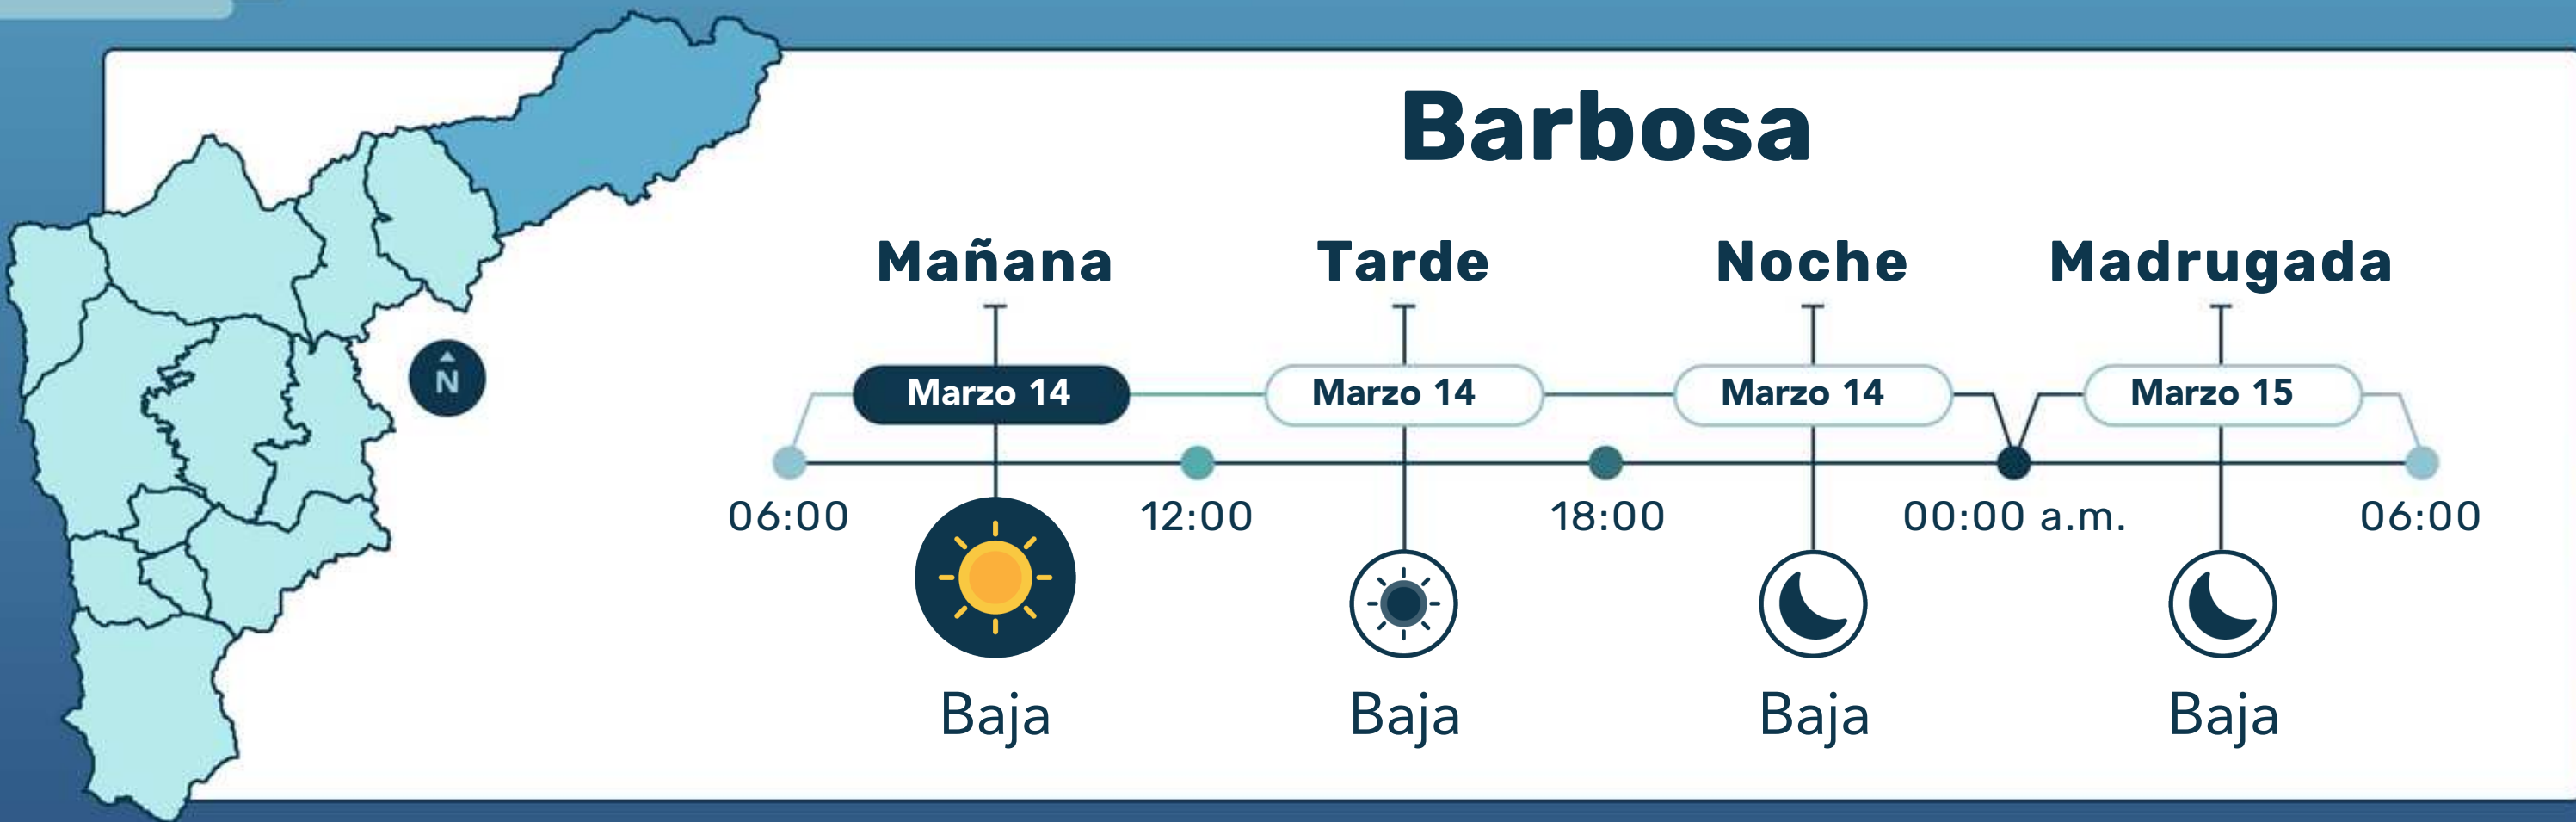 Barbosa
Mañana Tarde Noche Madrugada
Marzo 14 Marzo 14 Marzo 14 Marzo 15
N
06:00 12:00 18:00 00:00 a.m. 06:00
Baja Baja Baja Baja